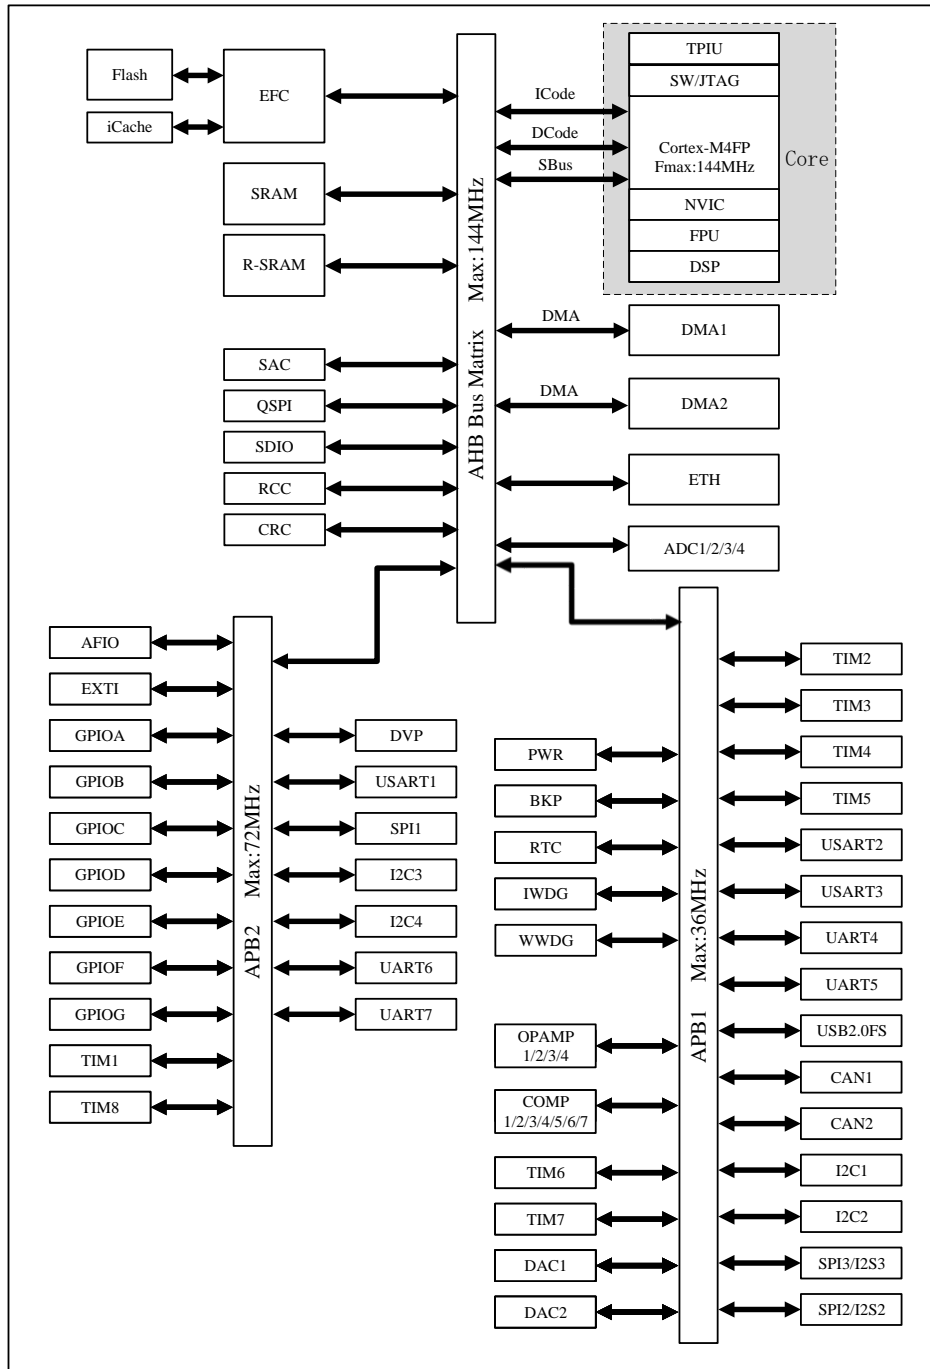 Flash
iCache
EFC
SRAM
R-SRAM
SAC
QSPI
SDIO
RCC
CRC
AHB Bus Matrix Max:144MHz
ICode
DCode
SBus
TPIU
SW/JTAG
Cortex-M4FP
Fmax:144MHz
NVIC
FPU
DSP
Core
DMA
DMA1
DMA
DMA2
ETH
ADC1/2/3/4
AFIO
EXTI
GPIOA
GPIOB
GPIOC
GPIOD
GPIOE
GPIOF
GPIOG
TIM1
TIM8
APB2 Max:72MHz
DVP
USART1
SPI1
I2C3
I2C4
UART6
UART7
PWR
BKP
RTC
IWDG
WWDG
OPAMP
1/2/3/4
COMP
1/2/3/4/5/6/7
TIM6
TIM7
DAC1
DAC2
APB1 Max:36MHz
TIM2
TIM3
TIM4
TIM5
USART2
USART3
UART4
UART5
USB2.0FS
CAN1
CAN2
I2C1
I2C2
SPI3/I2S3
SPI2/I2S2